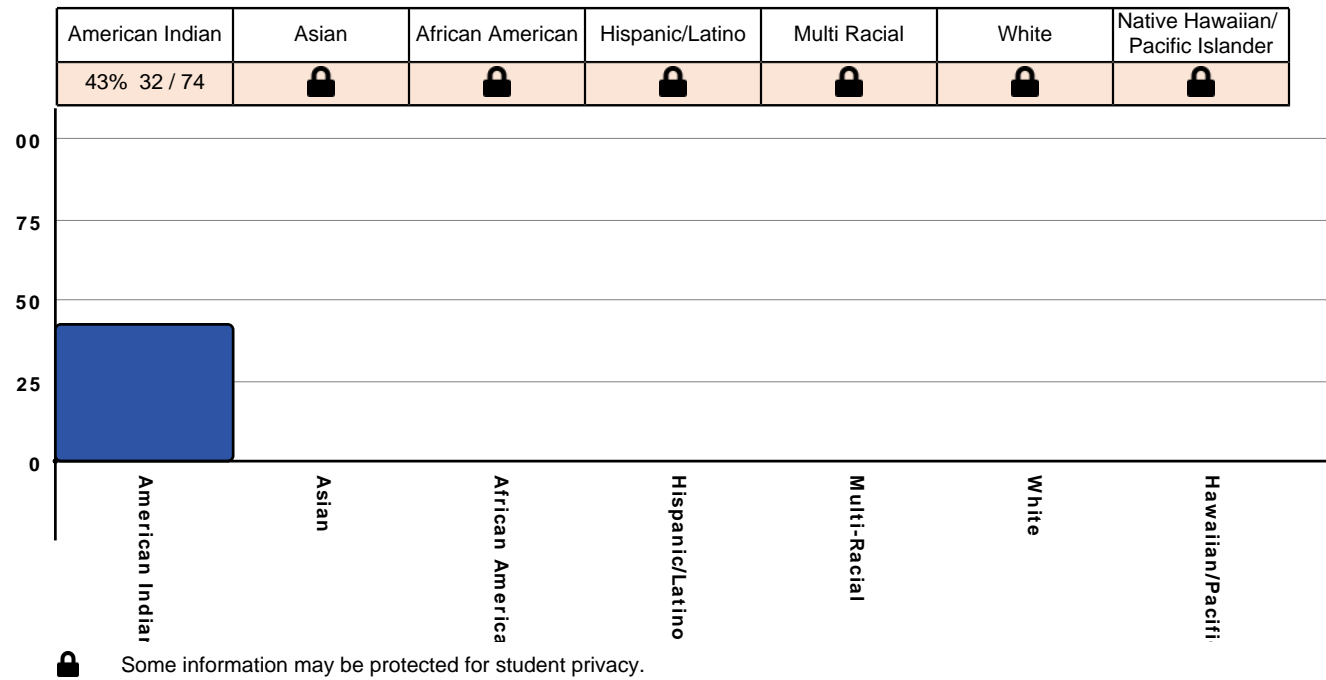 American Indian Asian African American Hispanic/Latino Multi Racial White Native Hawaiian/
Pacific Islander
43% 32 / 74
00
75
50
25
0
American Indian
Asian
African America
Hispanic/Latino
Multi-Racial
White
Hawaiian/Pacifi
Some information may be protected for student privacy.